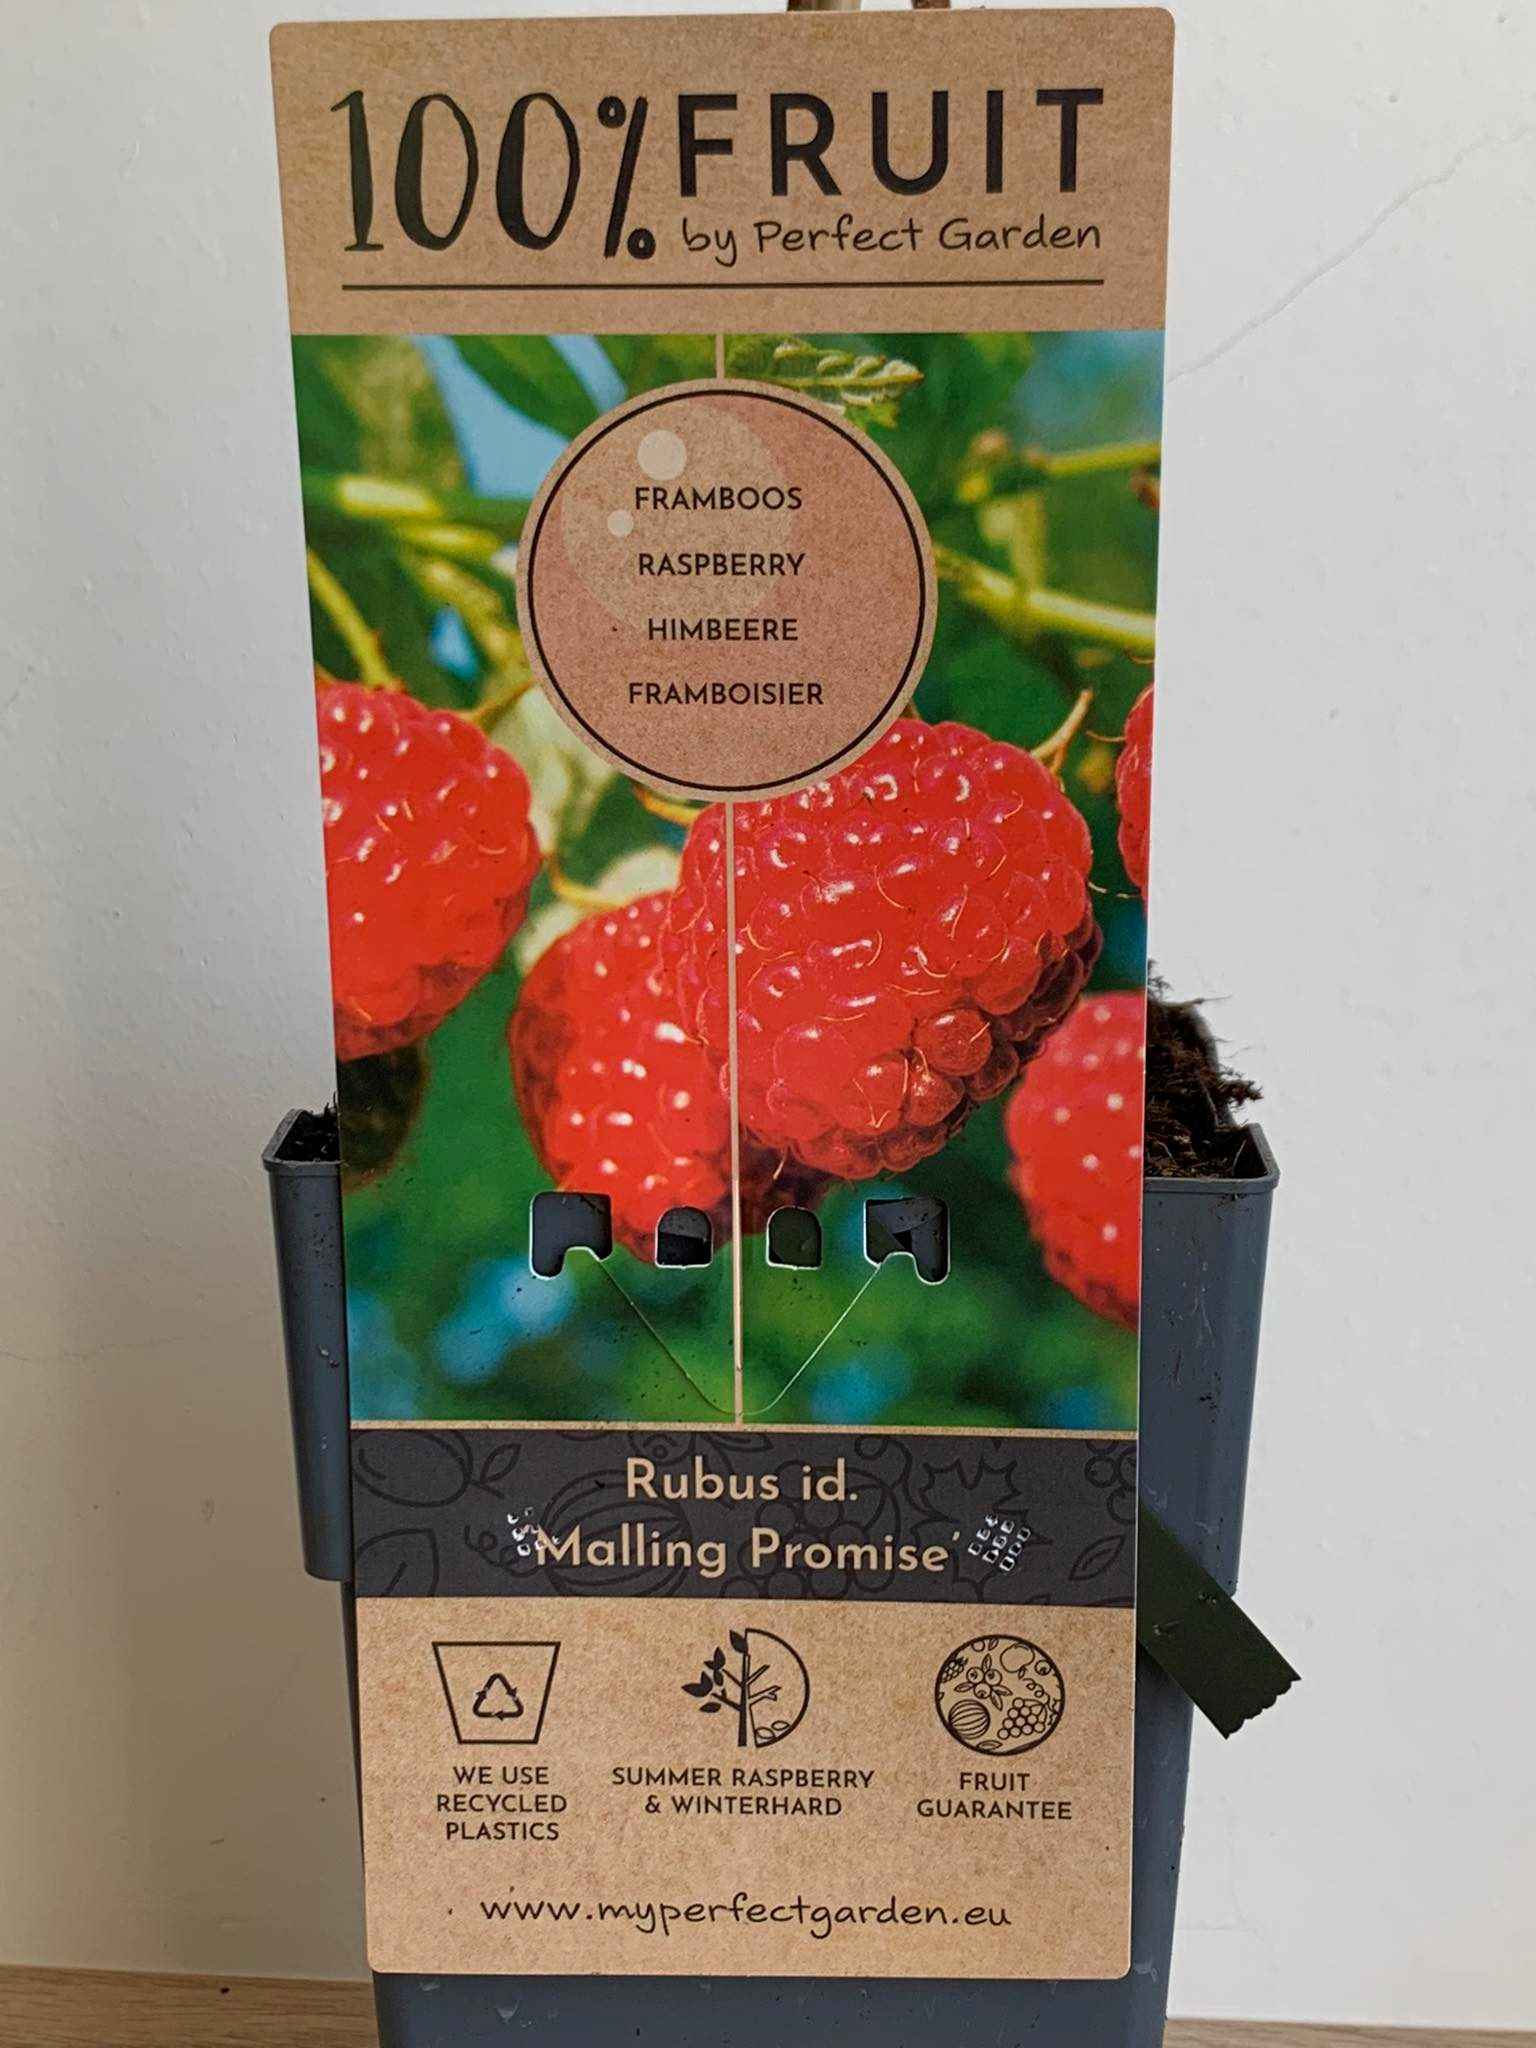 100% FRUIT
by Perfect Garden
FRAMBOOS
RASPBERRY
HIMBEERE
FRAMBOISIER
Rubus id.
'Malling Promise'
WE USE
RECYCLED
PLASTICS
SUMMER RASPBERRY
& WINTERHARD
FRUIT
GUARANTEE
www.myperfectgarden.eu